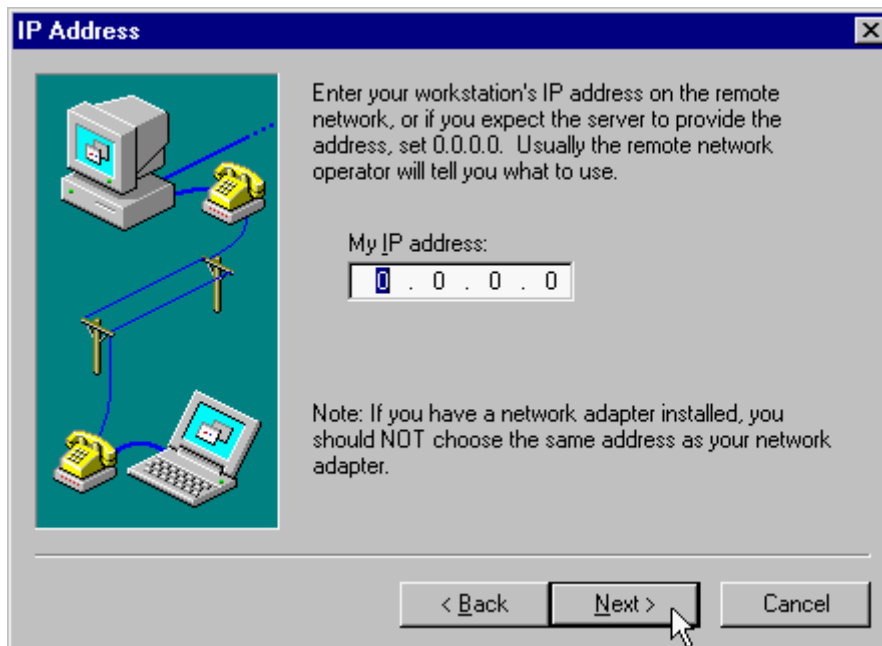 IP Address
Enter your workstation's IP address on the remote
network, or if you expect the server to provide the
address, set 0.0.0.0.  Usually the remote network
operator will tell you what to use.
My IP address:
0 . 0 . 0 . 0
Note: If you have a network adapter installed, you
should NOT choose the same address as your network
adapter.
< Back
Next >
Cancel